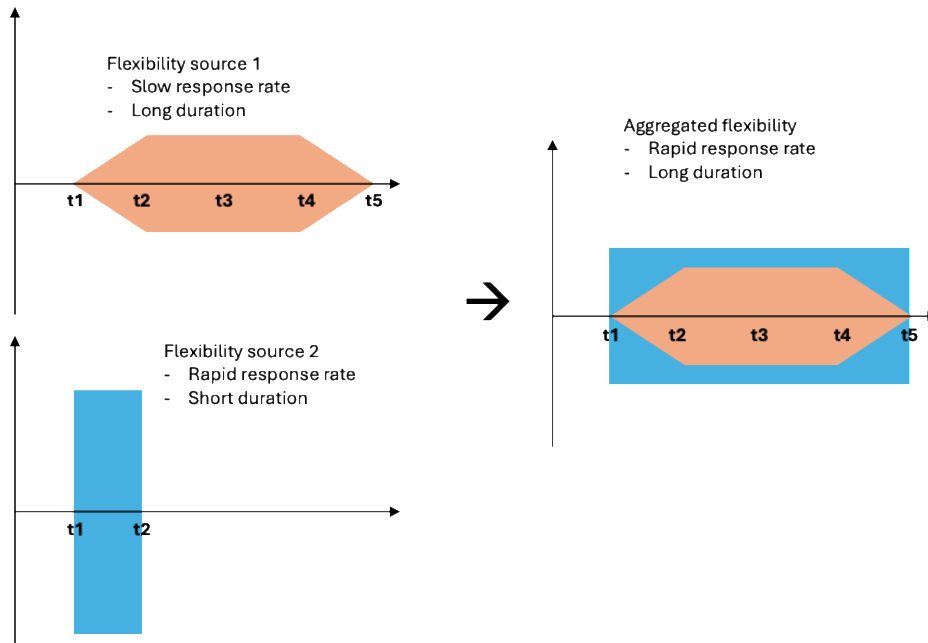 Flexibility source 1
- Slow response rate
- Long duration
t1 t2 t3 t4 t5
Flexibility source 2
- Rapid response rate
- Short duration
t1 t2
Aggregated flexibility
- Rapid response rate
- Long duration
t1 t2 t3 t4 t5